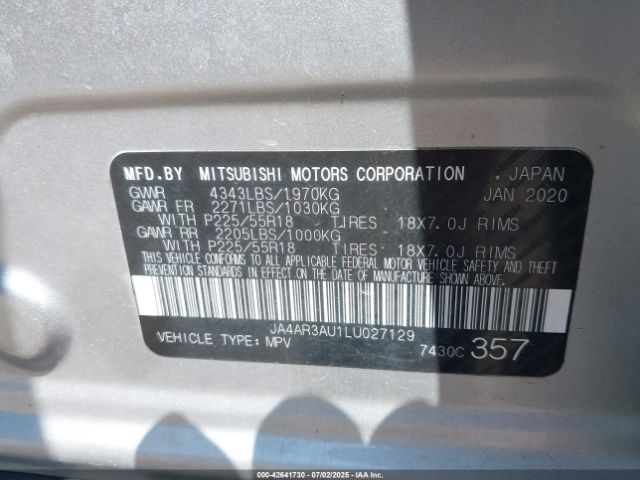 MFD.BY MITSUBISHI MOTORS CORPORATION , JAPAN
GVWR 4343LBS/1970KG JAN 2020
GAWR FR 2271LBS/1030KG
WITH P225/55R18 TIRES 18X7.0J RIMS
GAWR RR 2205LBS/1000KG
WITH P225/55R18 TIRES 18X7.0J RIMS
THIS VEHICLE CONFORMS TO ALL APPLICABLE FEDERAL MOTOR VEHICLE SAFETY AND THEFT
PREVENTION STANDARDS IN EFFECT ON THE DATE OF MANUFACTURE SHOWN ABOVE.
JA4AR3AU1LU027129
VEHICLE TYPE: MPV 7430C 357
000-42641730 - 07/02/2025 - IAAI.com